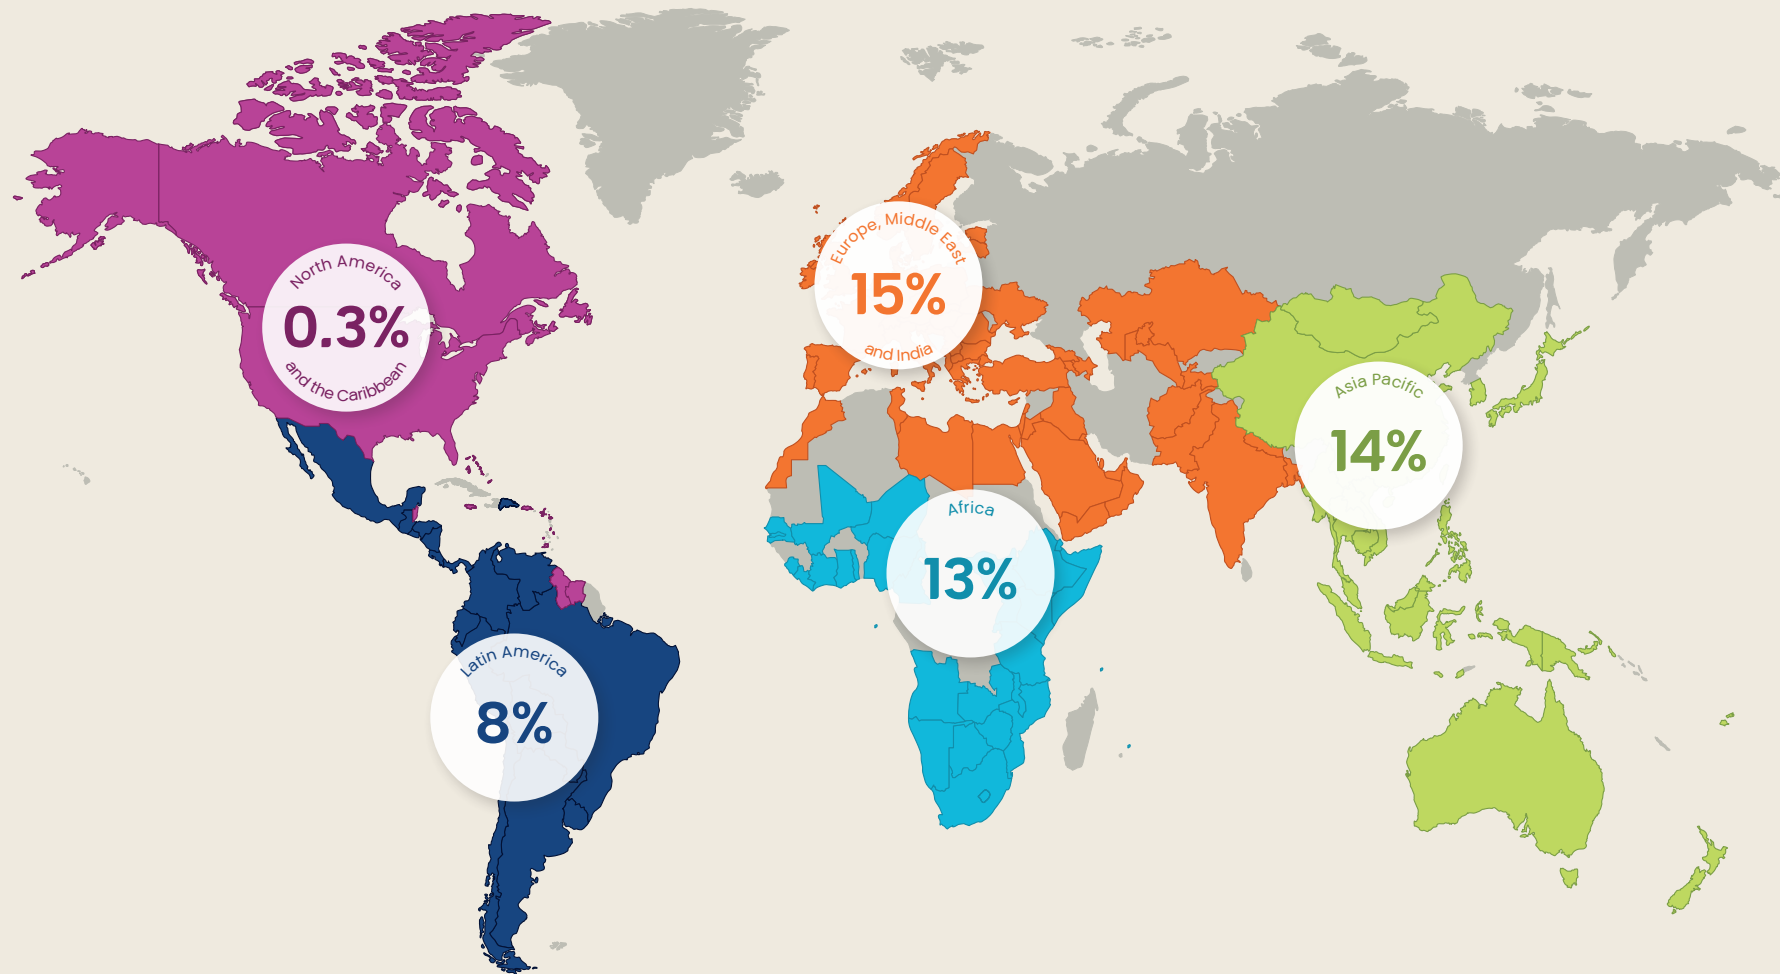 North America
0.3%
and the Caribbean
Europe, Middle East
15%
and India
Asia Pacific
14%
Africa
13%
Latin America
8%